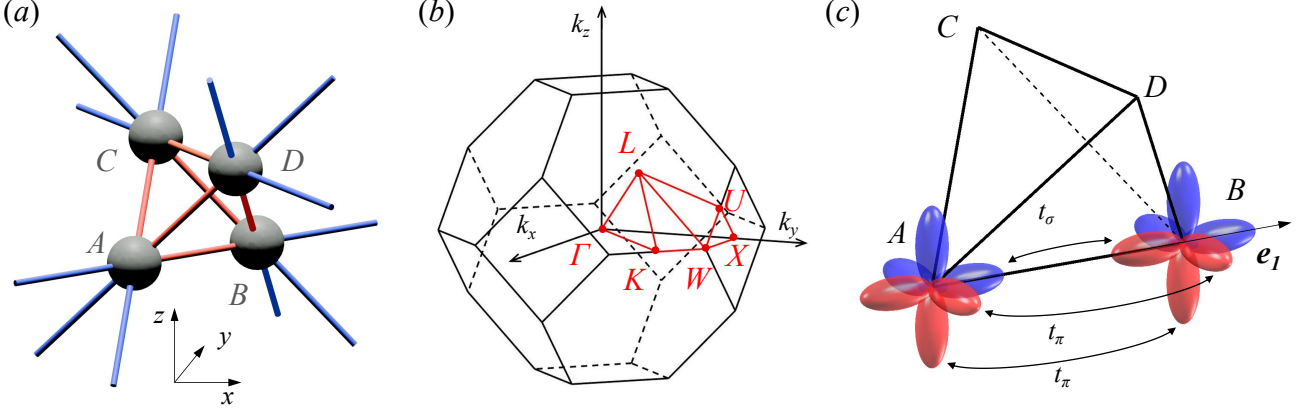 (a)
C
D
A
B
z
y
x
(b)
k_z
L
U
k_x
k_y
Γ
K
W
X
(c)
C
D
B
A
t_σ
e_1
t_π
t_π